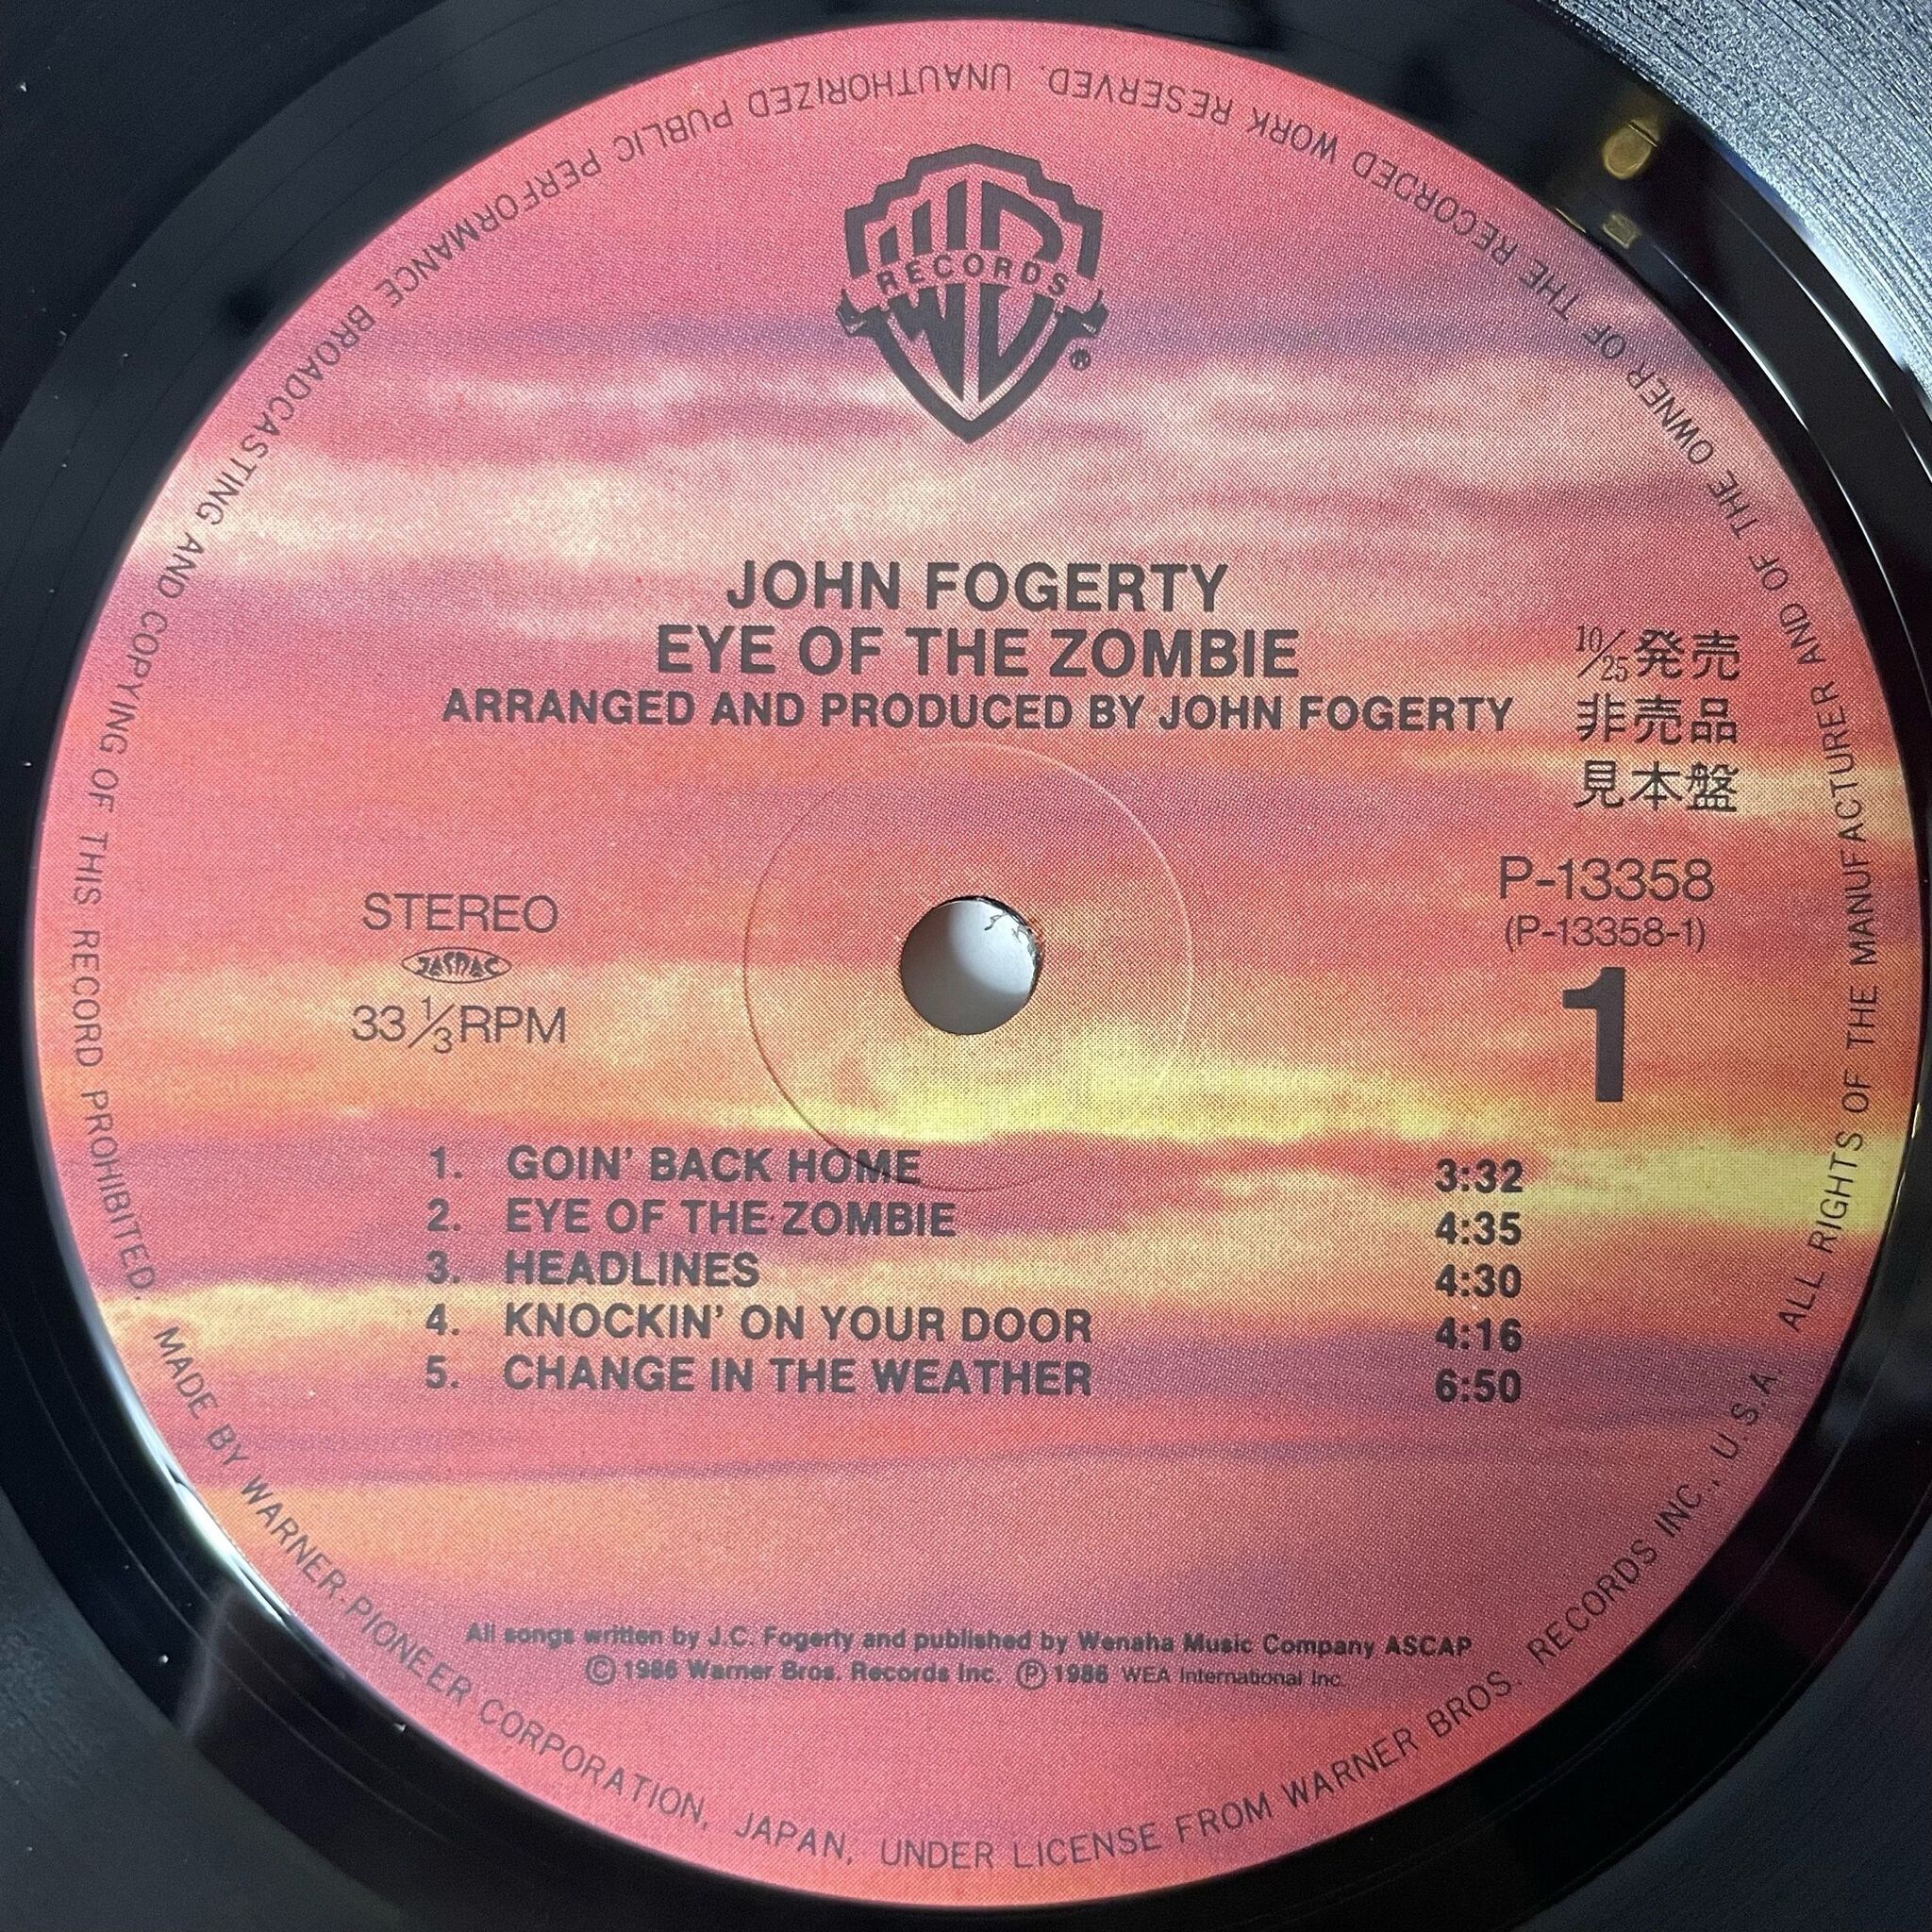 WB
RECORDS
®
JOHN FOGERTY
EYE OF THE ZOMBIE
ARRANGED AND PRODUCED BY JOHN FOGERTY
10/25発売
非売品
見本盤
P-13358
(P-13358-1)
1
STEREO
JASRAC
33 1/3 RPM
1. GOIN' BACK HOME 3:32
2. EYE OF THE ZOMBIE 4:35
3. HEADLINES 4:30
4. KNOCKIN' ON YOUR DOOR 4:16
5. CHANGE IN THE WEATHER 6:50
All songs written by J.C. Fogerty and published by Wenaha Music Company ASCAP
Ⓒ 1986 Warner Bros. Records Inc. Ⓟ 1986 WEA International Inc.
ALL RIGHTS OF THE MANUFACTURER AND OF THE OWNER OF THE RECORDED WORK RESERVED. UNAUTHORIZED PUBLIC PERFORMANCE BROADCASTING AND COPYING OF THIS RECORD PROHIBITED.
MADE BY WARNER-PIONEER CORPORATION, JAPAN, UNDER LICENSE FROM WARNER BROS. RECORDS INC., U.S.A.